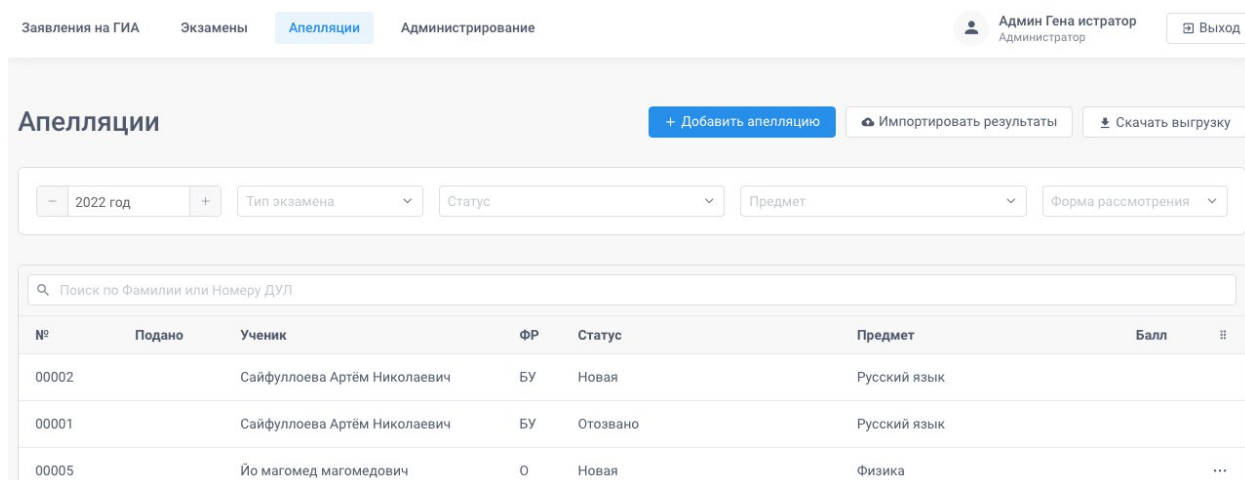 Заявления на ГИА Экзамены Апелляции Администрирование Админ Гена истратор Выход
Администратор
Апелляции + Добавить апелляцию Импортировать результаты Скачать выгрузку
− 2022 год + Тип экзамена Статус Предмет Форма рассмотрения
Поиск по Фамилии или Номеру ДУЛ
№ Подано Ученик ФР Статус Предмет Балл
00002 Сайфуллоева Артём Николаевич БУ Новая Русский язык
00001 Сайфуллоева Артём Николаевич БУ Отозвано Русский язык
00005 Йо магомед магомедович О Новая Физика ...